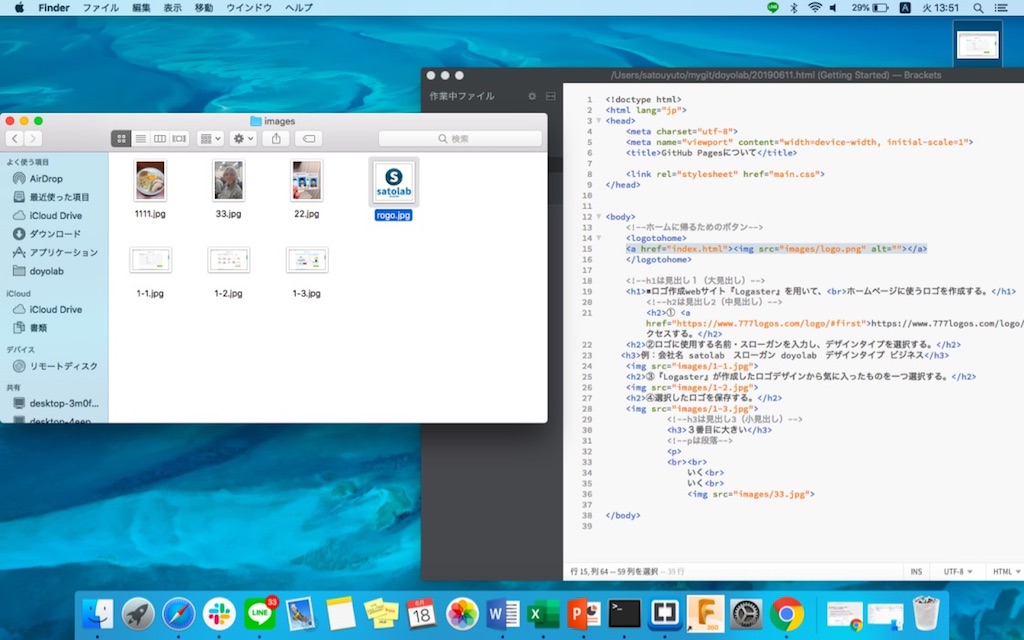 Finder ファイル 編集 表示 移動 ウインドウ ヘルプ
29% A 火 13:51
/Users/satouyuto/mygit/doyolab/20190611.html (Getting Started) — Brackets
作業中ファイル
images
検索
よく使う項目
AirDrop
最近使った項目
iCloud Drive
ダウンロード
アプリケーション
doyolab
iCloud
iCloud Drive
書類
デバイス
リモートディスク
共有
desktop-3m0f...
desktop-4eep...
satolab
1111.jpg 33.jpg 22.jpg rogo.jpg
1-1.jpg 1-2.jpg 1-3.jpg
1 <!doctype html>
2 <html lang="jp">
3 <head>
4 <meta charset="utf-8">
5 <meta name="viewport" content="width=device-width, initial-scale=1">
6 <title>GitHub Pagesについて</title>
7
8 <link rel="stylesheet" href="main.css">
9 </head>
10
11
12 <body>
13 <!--ホームに帰るためのボタン-->
14 <logotohome>
15 <a href="index.html"><img src="images/logo.png" alt=""></a>
16 </logotohome>
17
18 <!--h1は見出し１（大見出し）-->
19 <h1>■ロゴ作成webサイト『Logaster』を用いて、<br>ホームページに使うロゴを作成する。</h1>
20 <!--h2は見出し2（中見出し）-->
21 <h2>① <a
href="https://www.777logos.com/logo/#first">https://www.777logos.com/logo/
クセスする。</h2>
22 <h2>②ロゴに使用する名前・スローガンを入力し、デザインタイプを選択する。</h2>
23 <h3>例：会社名 satolab スローガン doyolab デザインタイプ ビジネス</h3>
24 <img src="images/1-1.jpg">
25 <h2>③『Logaster』が作成したロゴデザインから気に入ったものを一つ選択する。</h2>
26 <img src="images/1-2.jpg">
27 <h2>④選択したロゴを保存する。</h2>
28 <img src="images/1-3.jpg">
29 <!--h3は見出し3（小見出し）-->
30 <h3>３番目に大きい</h3>
31 <!--pは段落-->
32 <p>
33 <br><br>
34 いく<br>
35 いく<br>
36 <img src="images/33.jpg">
37
38 </body>
39
行 15, 列 64 — 59 列を選択 — 39 行 INS UTF-8 HTML
33
LINE
6月
18
W X P
F